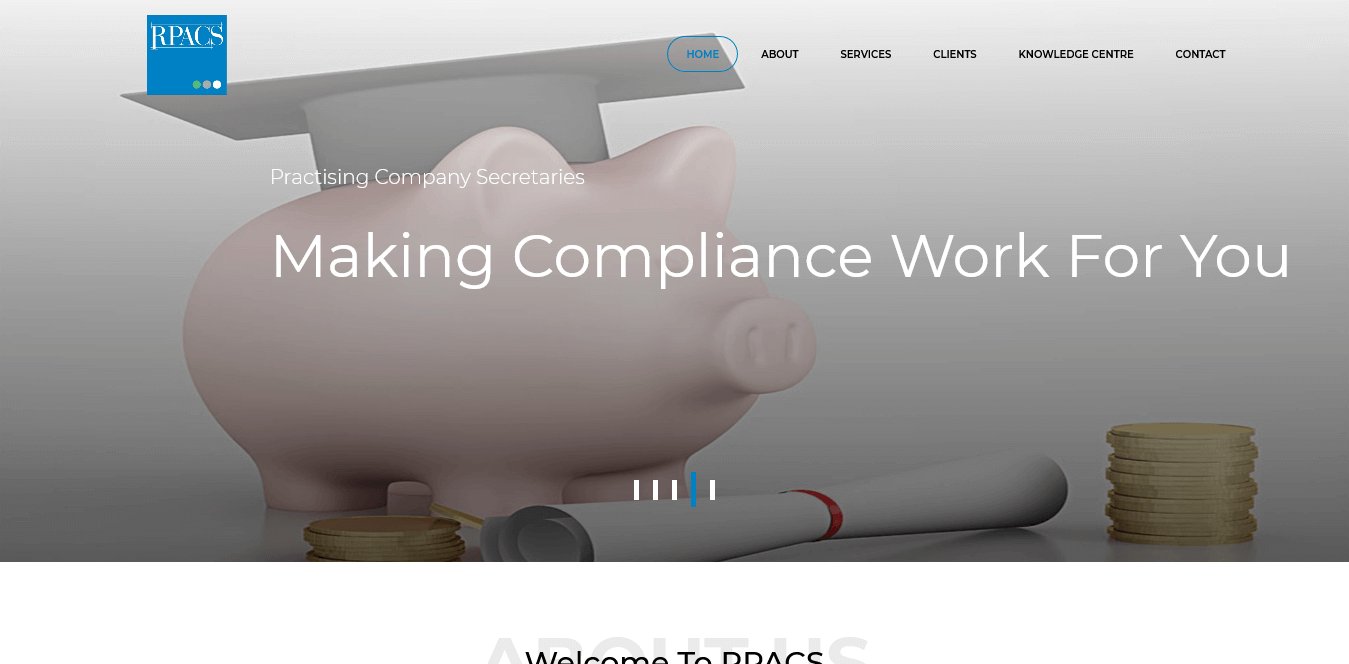 RPACS
HOME ABOUT SERVICES CLIENTS KNOWLEDGE CENTRE CONTACT
Practising Company Secretaries
Making Compliance Work For You
ABOUT US
Welcome To RPACS